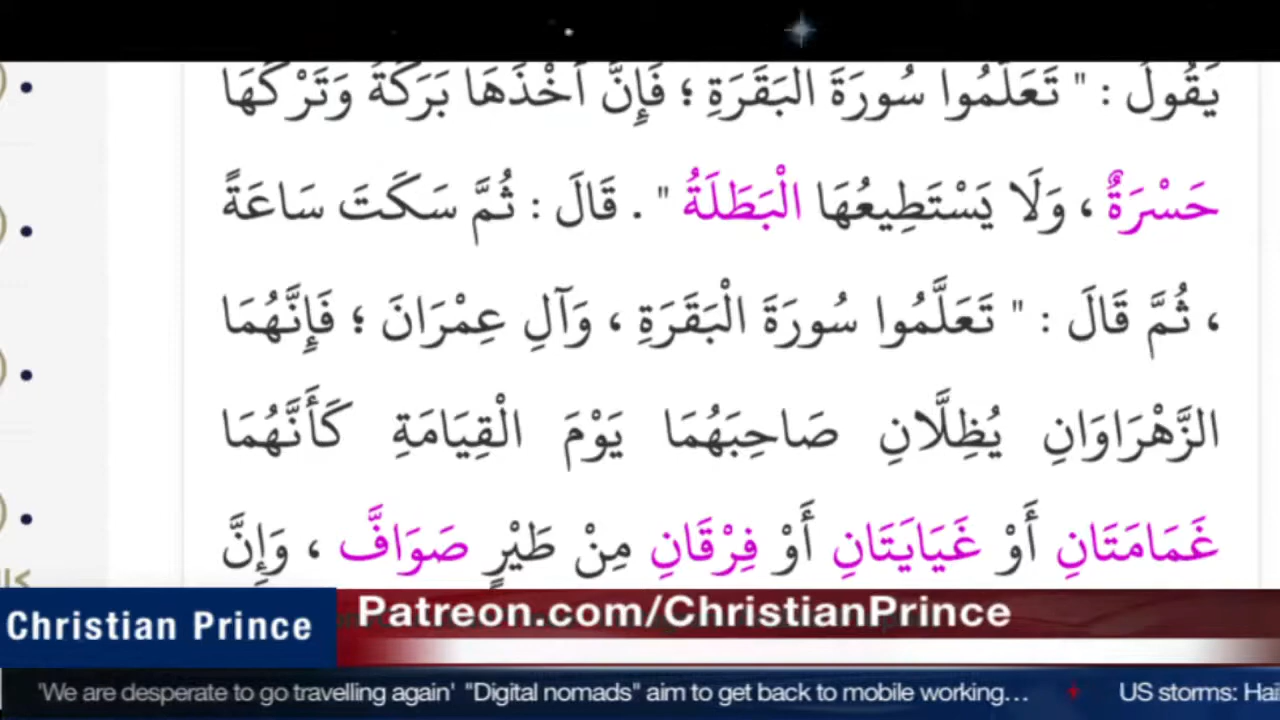 يَقُولُ : " تَعَلَّمُوا سُورَةَ الْبَقَرَةِ ؛ فَإِنَّ أَخْذَهَا بَرَكَةٌ وَتَرْكَهَا
حَسْرَةٌ ، وَلَا يَسْتَطِيعُهَا الْبَطَلَةُ " . قَالَ : ثُمَّ سَكَتَ سَاعَةً
، ثُمَّ قَالَ : " تَعَلَّمُوا سُورَةَ الْبَقَرَةِ ، وَآلِ عِمْرَانَ ؛ فَإِنَّهُمَا
الزَّهْرَاوَانِ يُظِلَّانِ صَاحِبَهُمَا يَوْمَ الْقِيَامَةِ كَأَنَّهُمَا
غَمَامَتَانِ أَوْ غَيَايَتَانِ أَوْ فِرْقَانِ مِنْ طَيْرٍ صَوَافَّ ، وَإِنَّ
Christian Prince
Patreon.com/ChristianPrince
'We are desperate to go travelling again' "Digital nomads" aim to get back to mobile working... US storms: